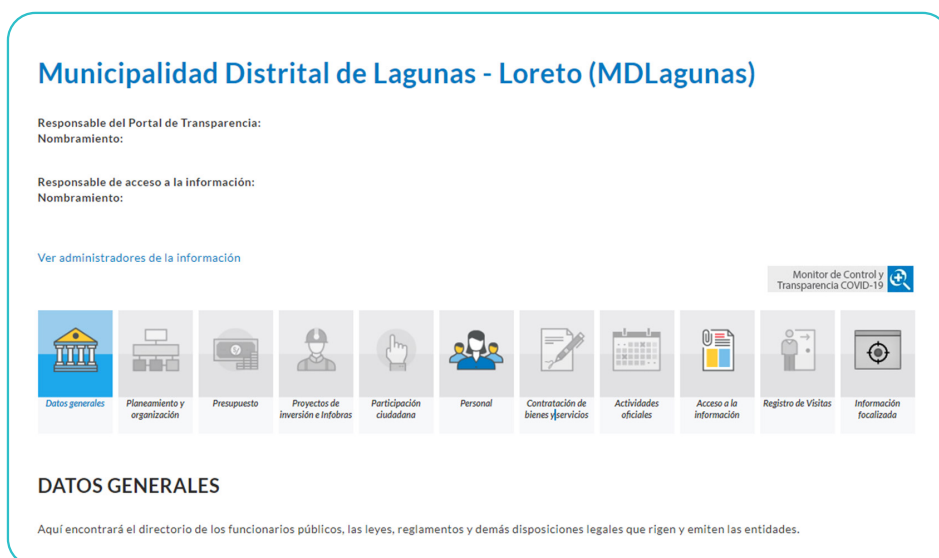 Municipalidad Distrital de Lagunas - Loreto (MDLagunas)
Responsable del Portal de Transparencia:
Nombramiento:
Responsable de acceso a la información:
Nombramiento:
Ver administradores de la información
Monitor de Control y
Transparencia COVID-19
Datos generales
Planeamiento y
organización
Presupuesto
Proyectos de
inversión e Infobras
Participación
ciudadana
Personal
Contratación de
bienes y servicios
Actividades
oficiales
Acceso a la
información
Registro de Visitas
Información
focalizada
DATOS GENERALES
Aquí encontrará el directorio de los funcionarios públicos, las leyes, reglamentos y demás disposiciones legales que rigen y emiten las entidades.